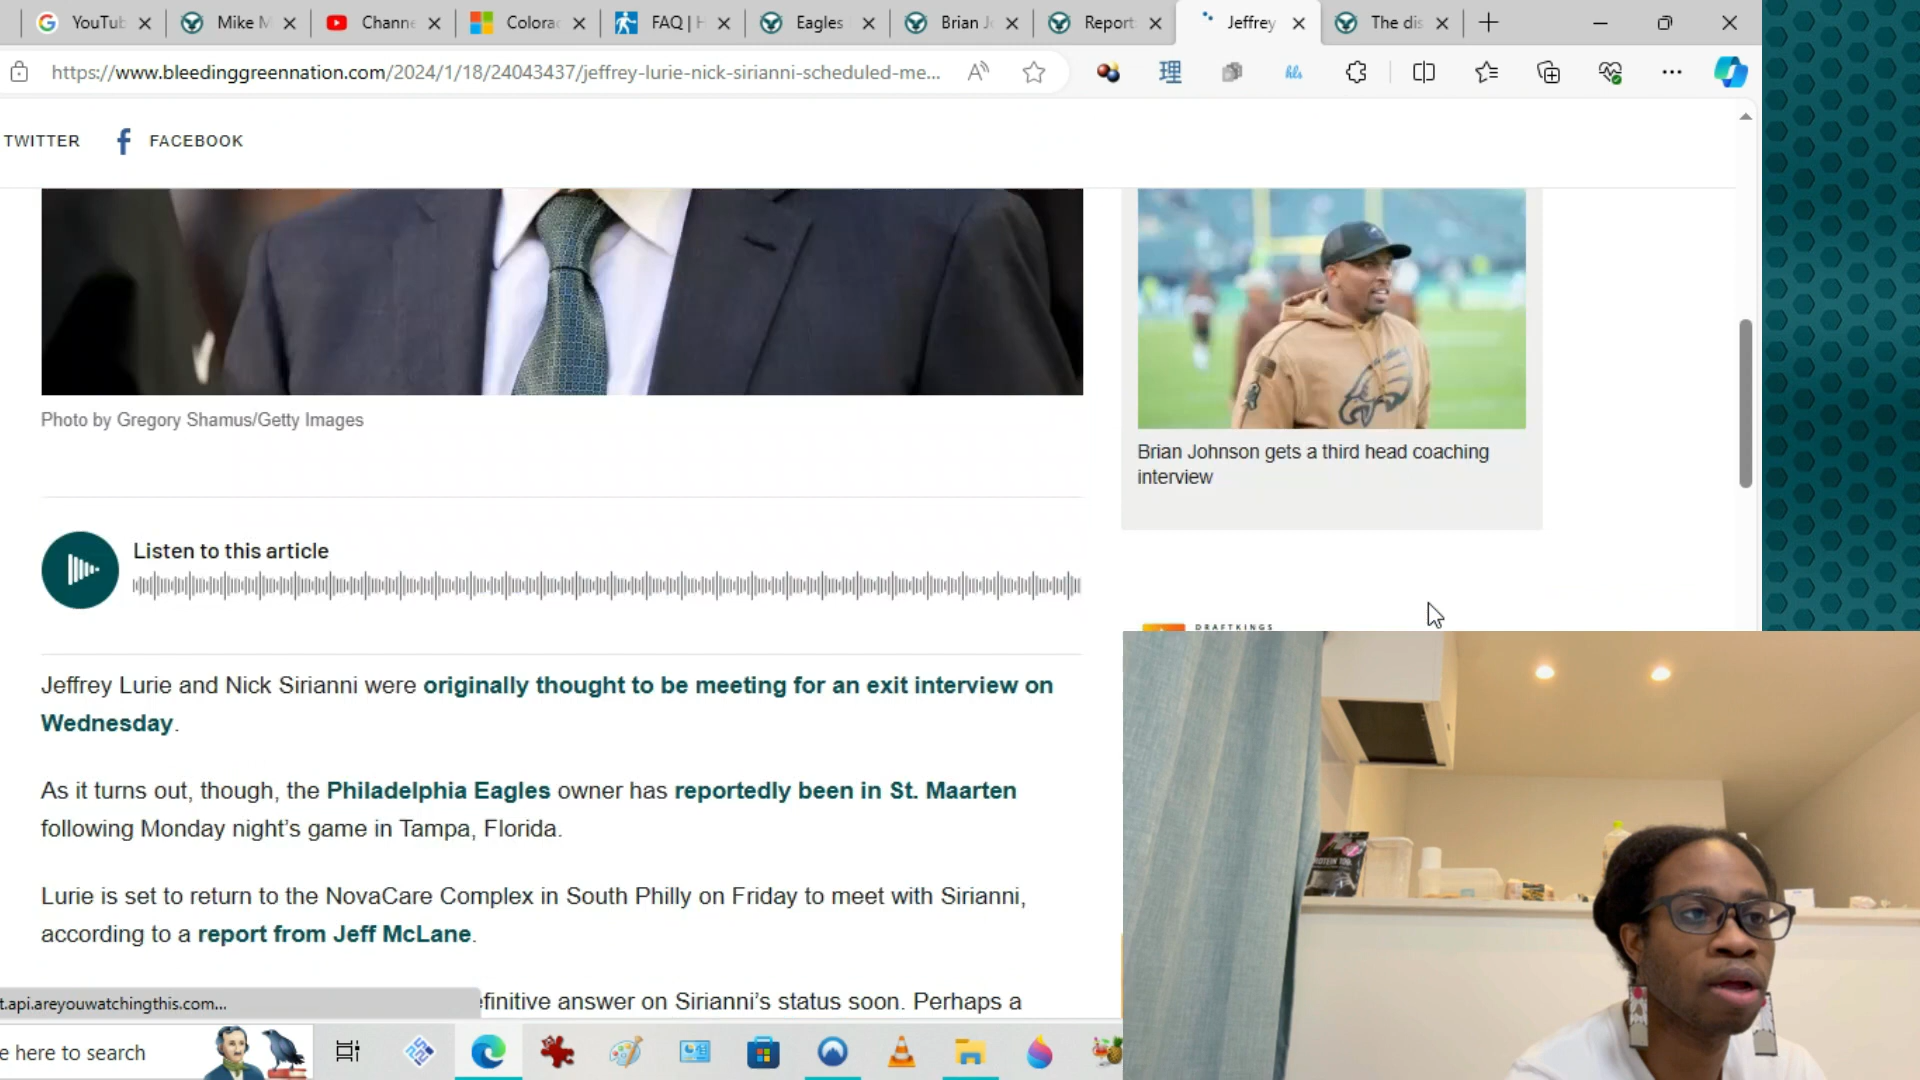 YouTub
Mike M
Channe
Colora
FAQ | H
Eagles
Brian Jo
Report
Jeffrey
The dis
https://www.bleedinggreennation.com/2024/1/18/24043437/jeffrey-lurie-nick-sirianni-scheduled-me...
理
hls
TWITTER
FACEBOOK
Photo by Gregory Shamus/Getty Images
Brian Johnson gets a third head coaching
interview
Listen to this article
DRAFTKINGS
Jeffrey Lurie and Nick Sirianni were originally thought to be meeting for an exit interview on
Wednesday.
As it turns out, though, the Philadelphia Eagles owner has reportedly been in St. Maarten
following Monday night's game in Tampa, Florida.
Lurie is set to return to the NovaCare Complex in South Philly on Friday to meet with Sirianni,
according to a report from Jeff McLane.
t.api.areyouwatchingthis.com...
efinitive answer on Sirianni's status soon. Perhaps a
e here to search